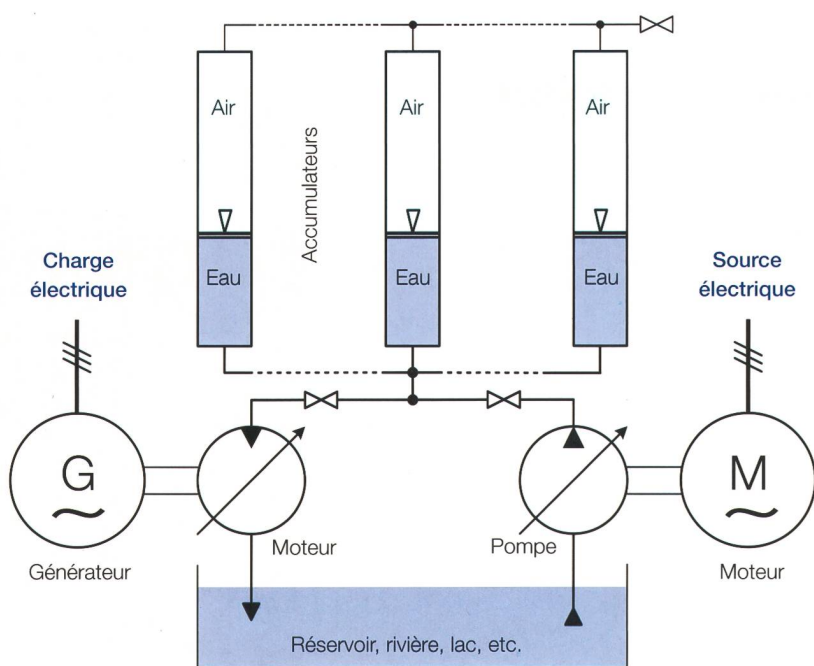 Air
Air
Air
Accumulateurs
Eau
Eau
Eau
Charge
électrique
Source
électrique
G
M
Moteur
Pompe
Générateur
Moteur
Réservoir, rivière, lac, etc.